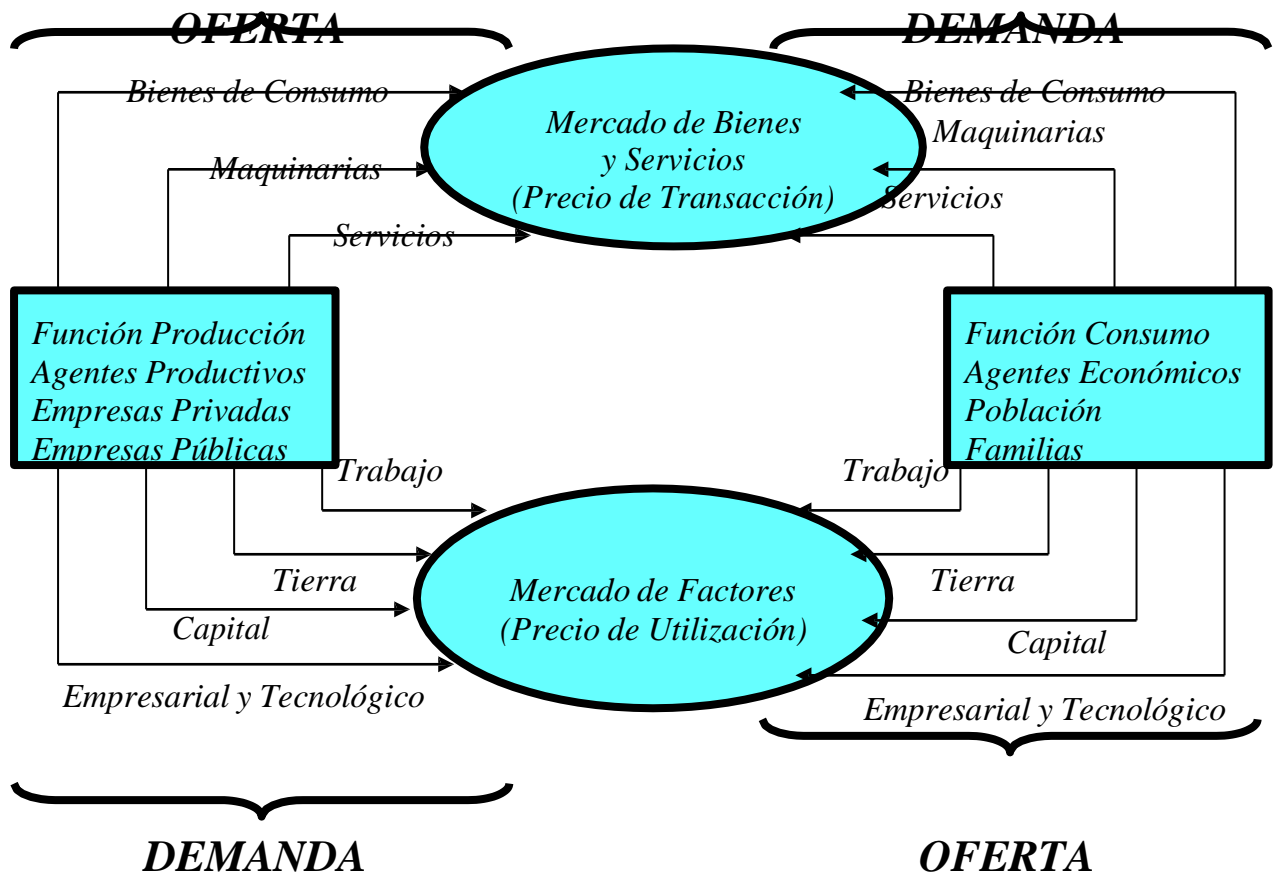 OFERTA
DEMANDA
Bienes de Consumo
Bienes de Consumo
Mercado de Bienes
y Servicios
(Precio de Transacción)
Maquinarias
Maquinarias
Servicios
Servicios
Función Producción
Agentes Productivos
Empresas Privadas
Empresas Públicas
Función Consumo
Agentes Económicos
Población
Familias
Trabajo
Trabajo
Tierra
Tierra
Mercado de Factores
(Precio de Utilización)
Capital
Capital
Empresarial y Tecnológico
Empresarial y Tecnológico
DEMANDA
OFERTA